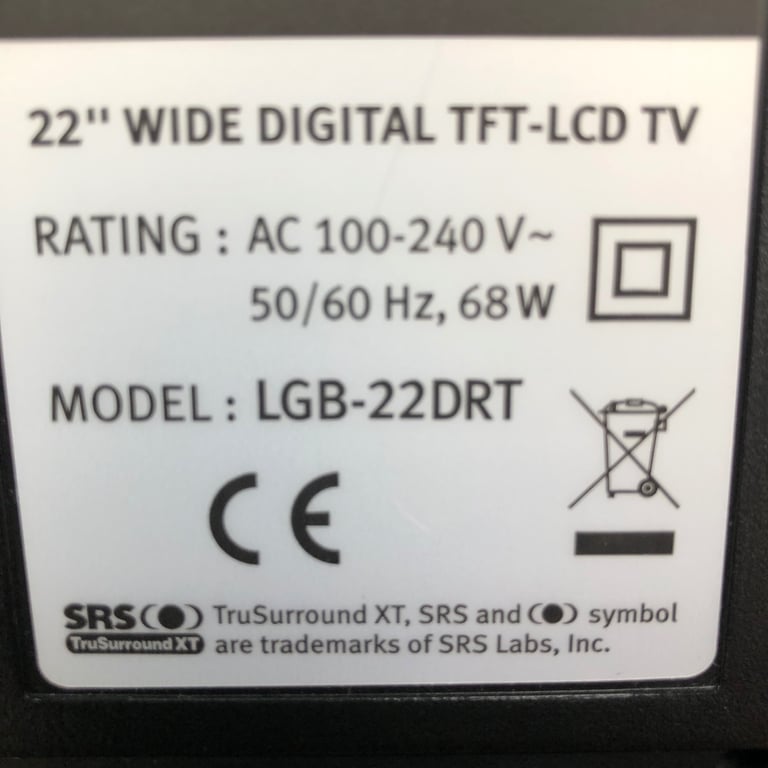 22" WIDE DIGITAL TFT-LCD TV
RATING : AC 100-240 V~
50/60 Hz, 68W
MODEL : LGB-22DRT
CE
SRS(●) TruSurround XT, SRS and (●) symbol
TruSurround XT are trademarks of SRS Labs, Inc.